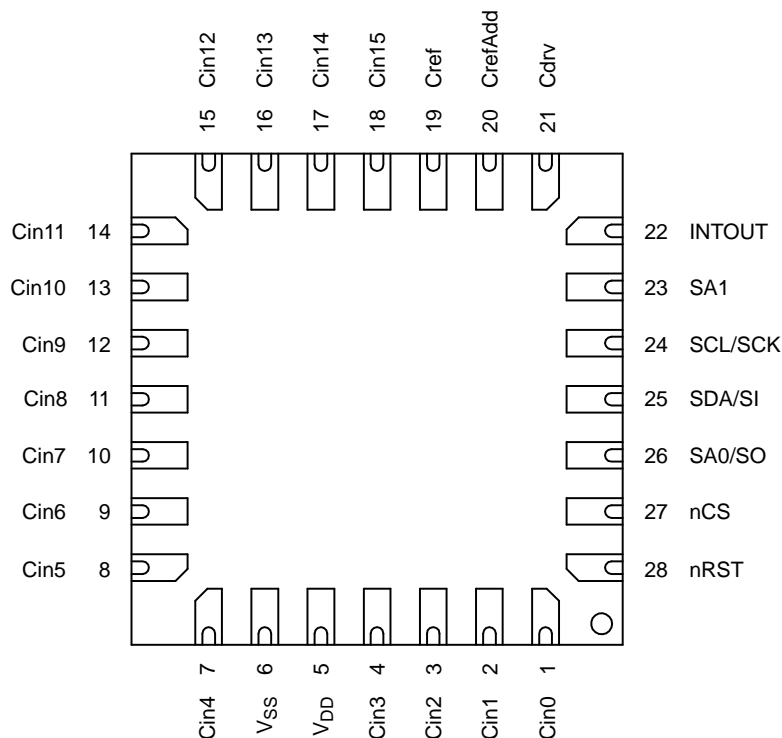 Cin12 Cin13 Cin14 Cin15 Cref CrefAdd Cdrv
15 16 17 18 19 20 21
Cin11 14
Cin10 13
Cin9 12
Cin8 11
Cin7 10
Cin6 9
Cin5 8
22 INTOUT
23 SA1
24 SCL/SCK
25 SDA/SI
26 SA0/SO
27 nCS
28 nRST
7 6 5 4 3 2 1
Cin4 VSS VDD Cin3 Cin2 Cin1 Cin0